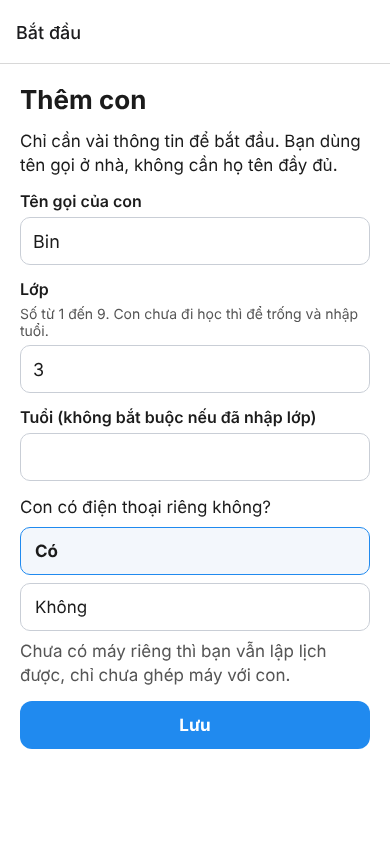 Bắt đầu
Thêm con
Chỉ cần vài thông tin để bắt đầu. Bạn dùng
tên gọi ở nhà, không cần họ tên đầy đủ.
Tên gọi của con
Bin
Lớp
Số từ 1 đến 9. Con chưa đi học thì để trống và nhập
tuổi.
3
Tuổi (không bắt buộc nếu đã nhập lớp)
Con có điện thoại riêng không?
Có
Không
Chưa có máy riêng thì bạn vẫn lập lịch
được, chỉ chưa ghép máy với con.
Lưu